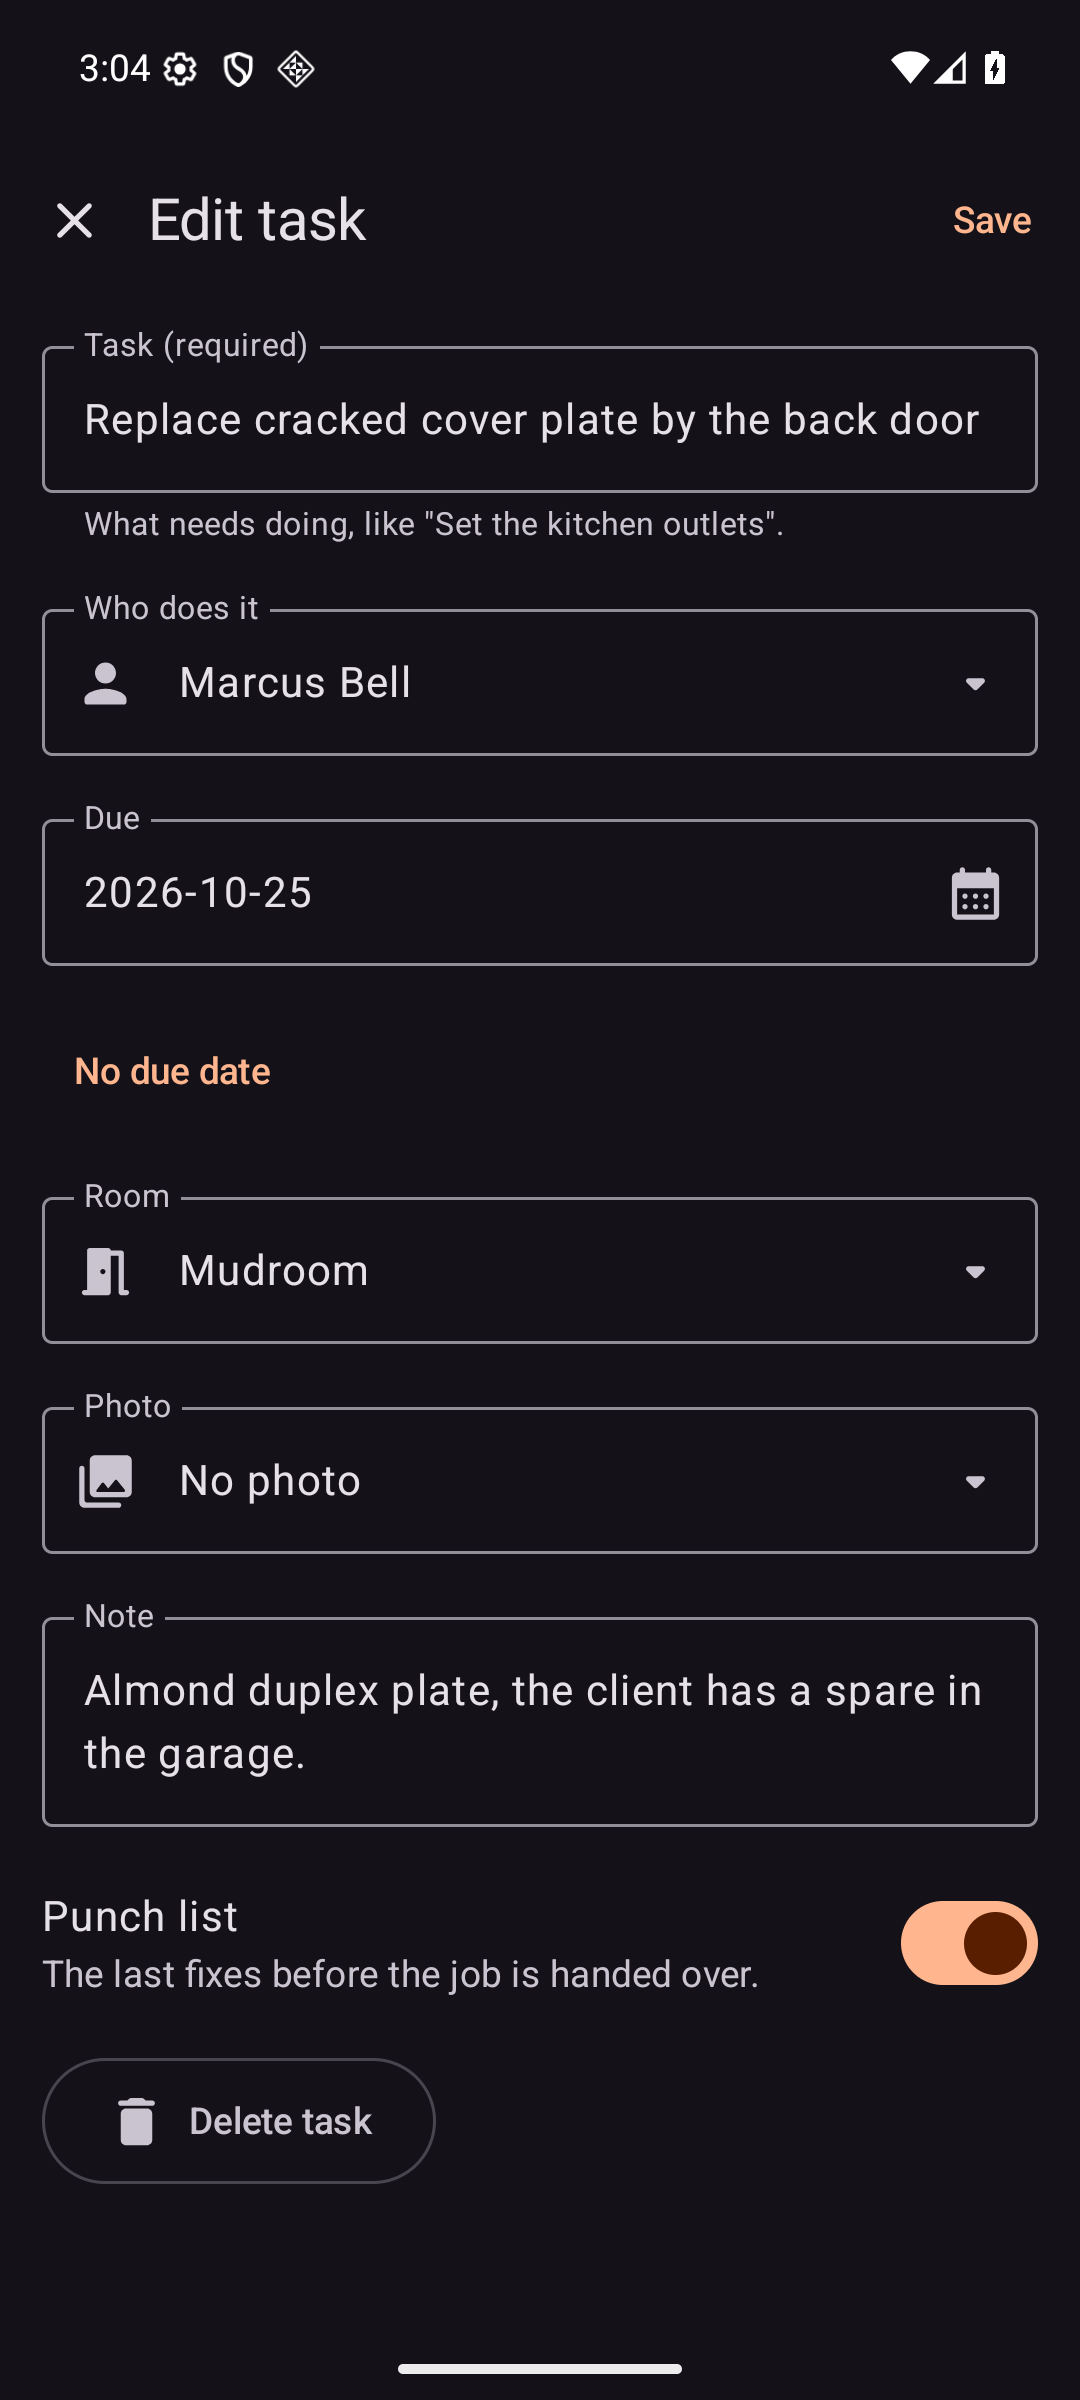 3:04
Edit task
Save
Task (required)
Replace cracked cover plate by the back door
What needs doing, like "Set the kitchen outlets".
Who does it
Marcus Bell
Due
2026-10-25
No due date
Room
Mudroom
Photo
No photo
Note
Almond duplex plate, the client has a spare in
the garage.
Punch list
The last fixes before the job is handed over.
Delete task